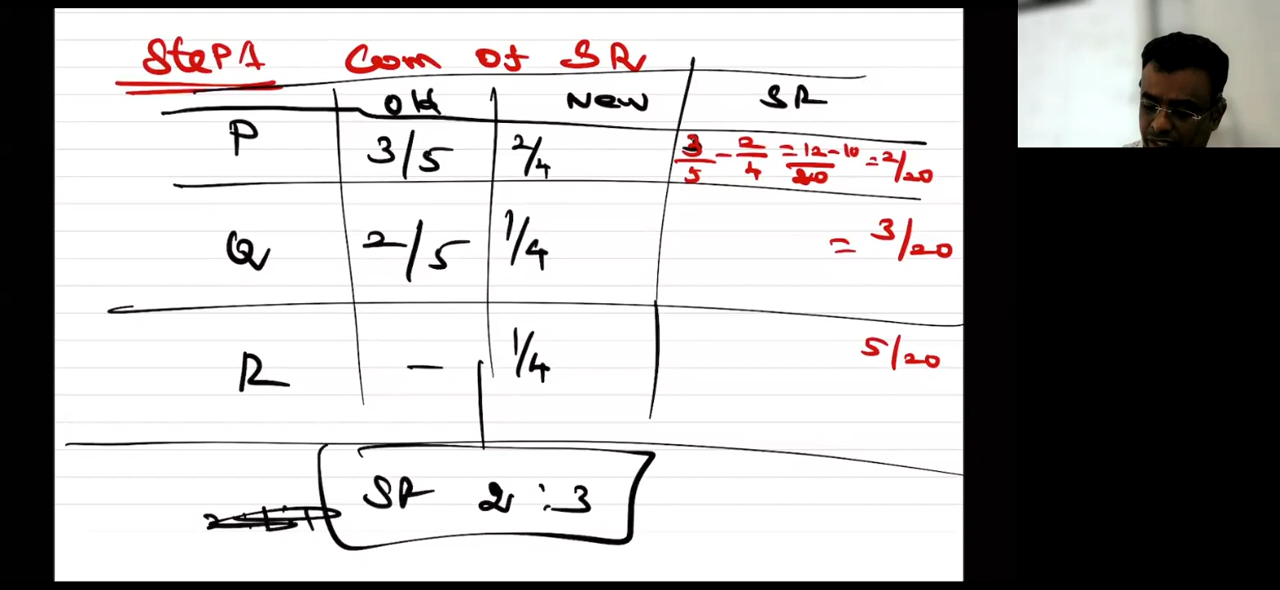 Step 1 Com Of SR
Old New SR
P 3/5 2/4 3/5 - 2/4 = 12-10/20 = 2/20
Q 2/5 1/4 = 3/20
R - 1/4 5/20
SR 2:3